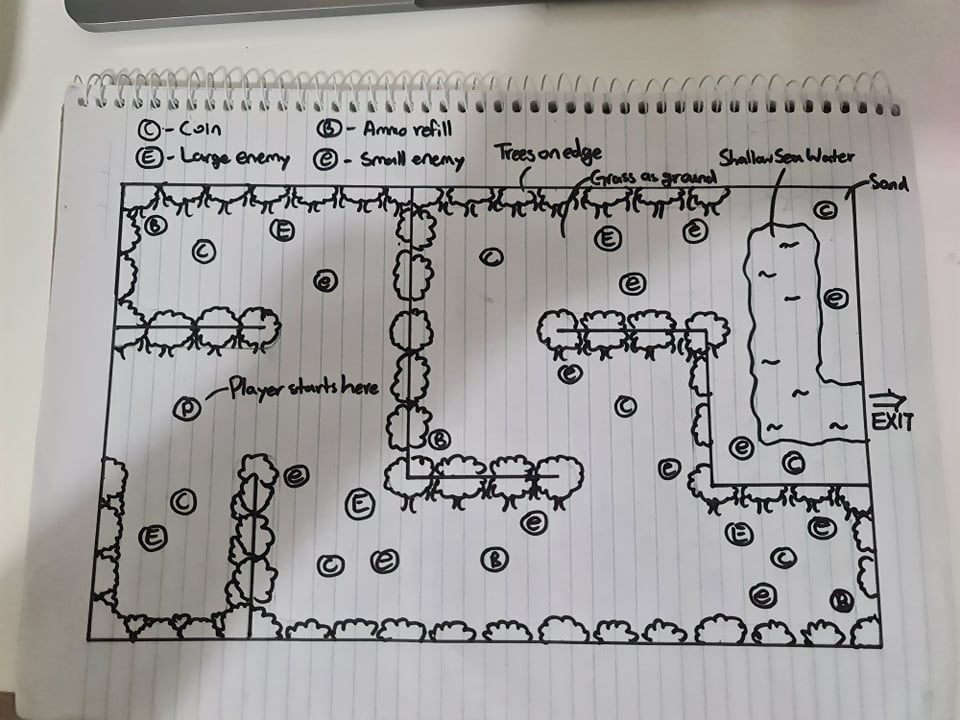 C - Coin
B - Amno refill
E - Large enemy
e - Small enemy
Trees on edge
Grass as ground
Shallow Sea Water
Sand
B
C
E
e
C
E
e
e
C
e
P
Player starts here
e
C
EXIT
B
e
e
C
C
E
e
E
e
C
e
B
E
e
C
e
B